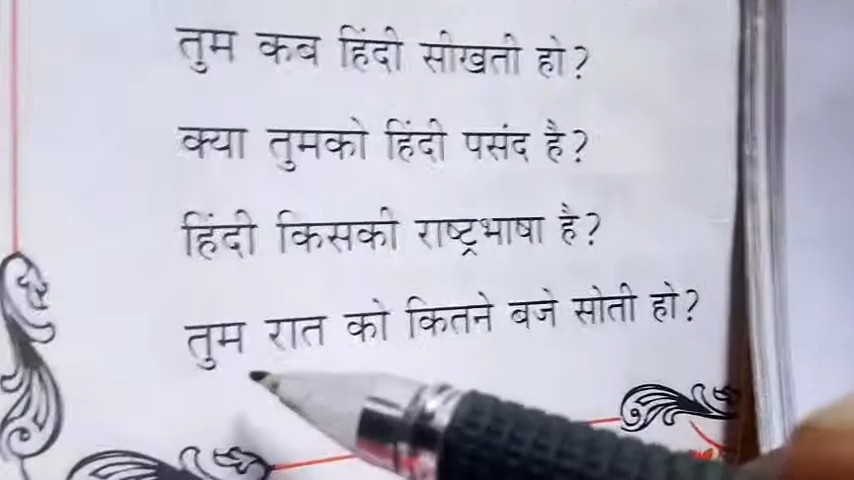 तुम कब हिंदी सीखती हो?
क्या तुमको हिंदी पसंद है?
हिंदी किसकी राष्ट्रभाषा है?
तुम रात को कितने बजे सोती हो?